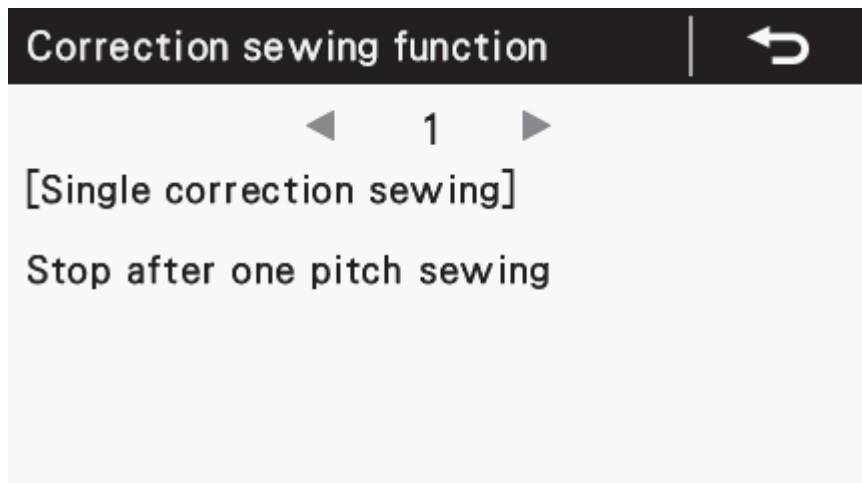 Correction sewing function
1
[Single correction sewing]
Stop after one pitch sewing